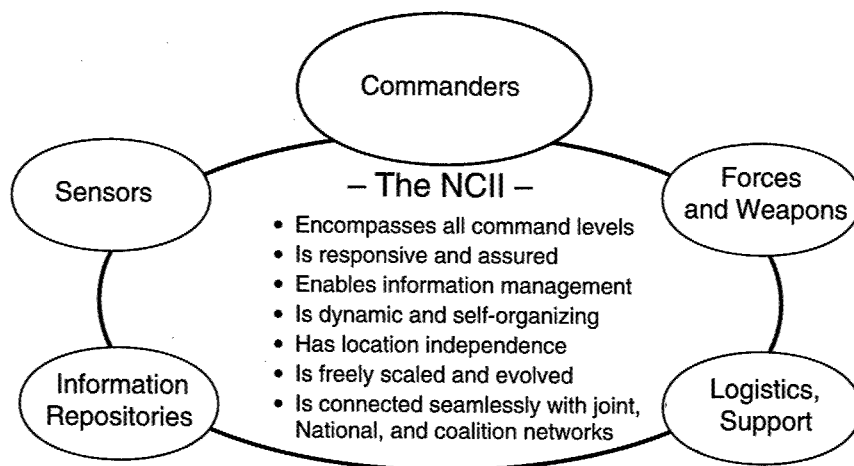 Commanders
Sensors
Forces
and Weapons
– The NCII –
• Encompasses all command levels
• Is responsive and assured
• Enables information management
• Is dynamic and self-organizing
• Has location independence
• Is freely scaled and evolved
• Is connected seamlessly with joint,
National, and coalition networks
Information
Repositories
Logistics,
Support